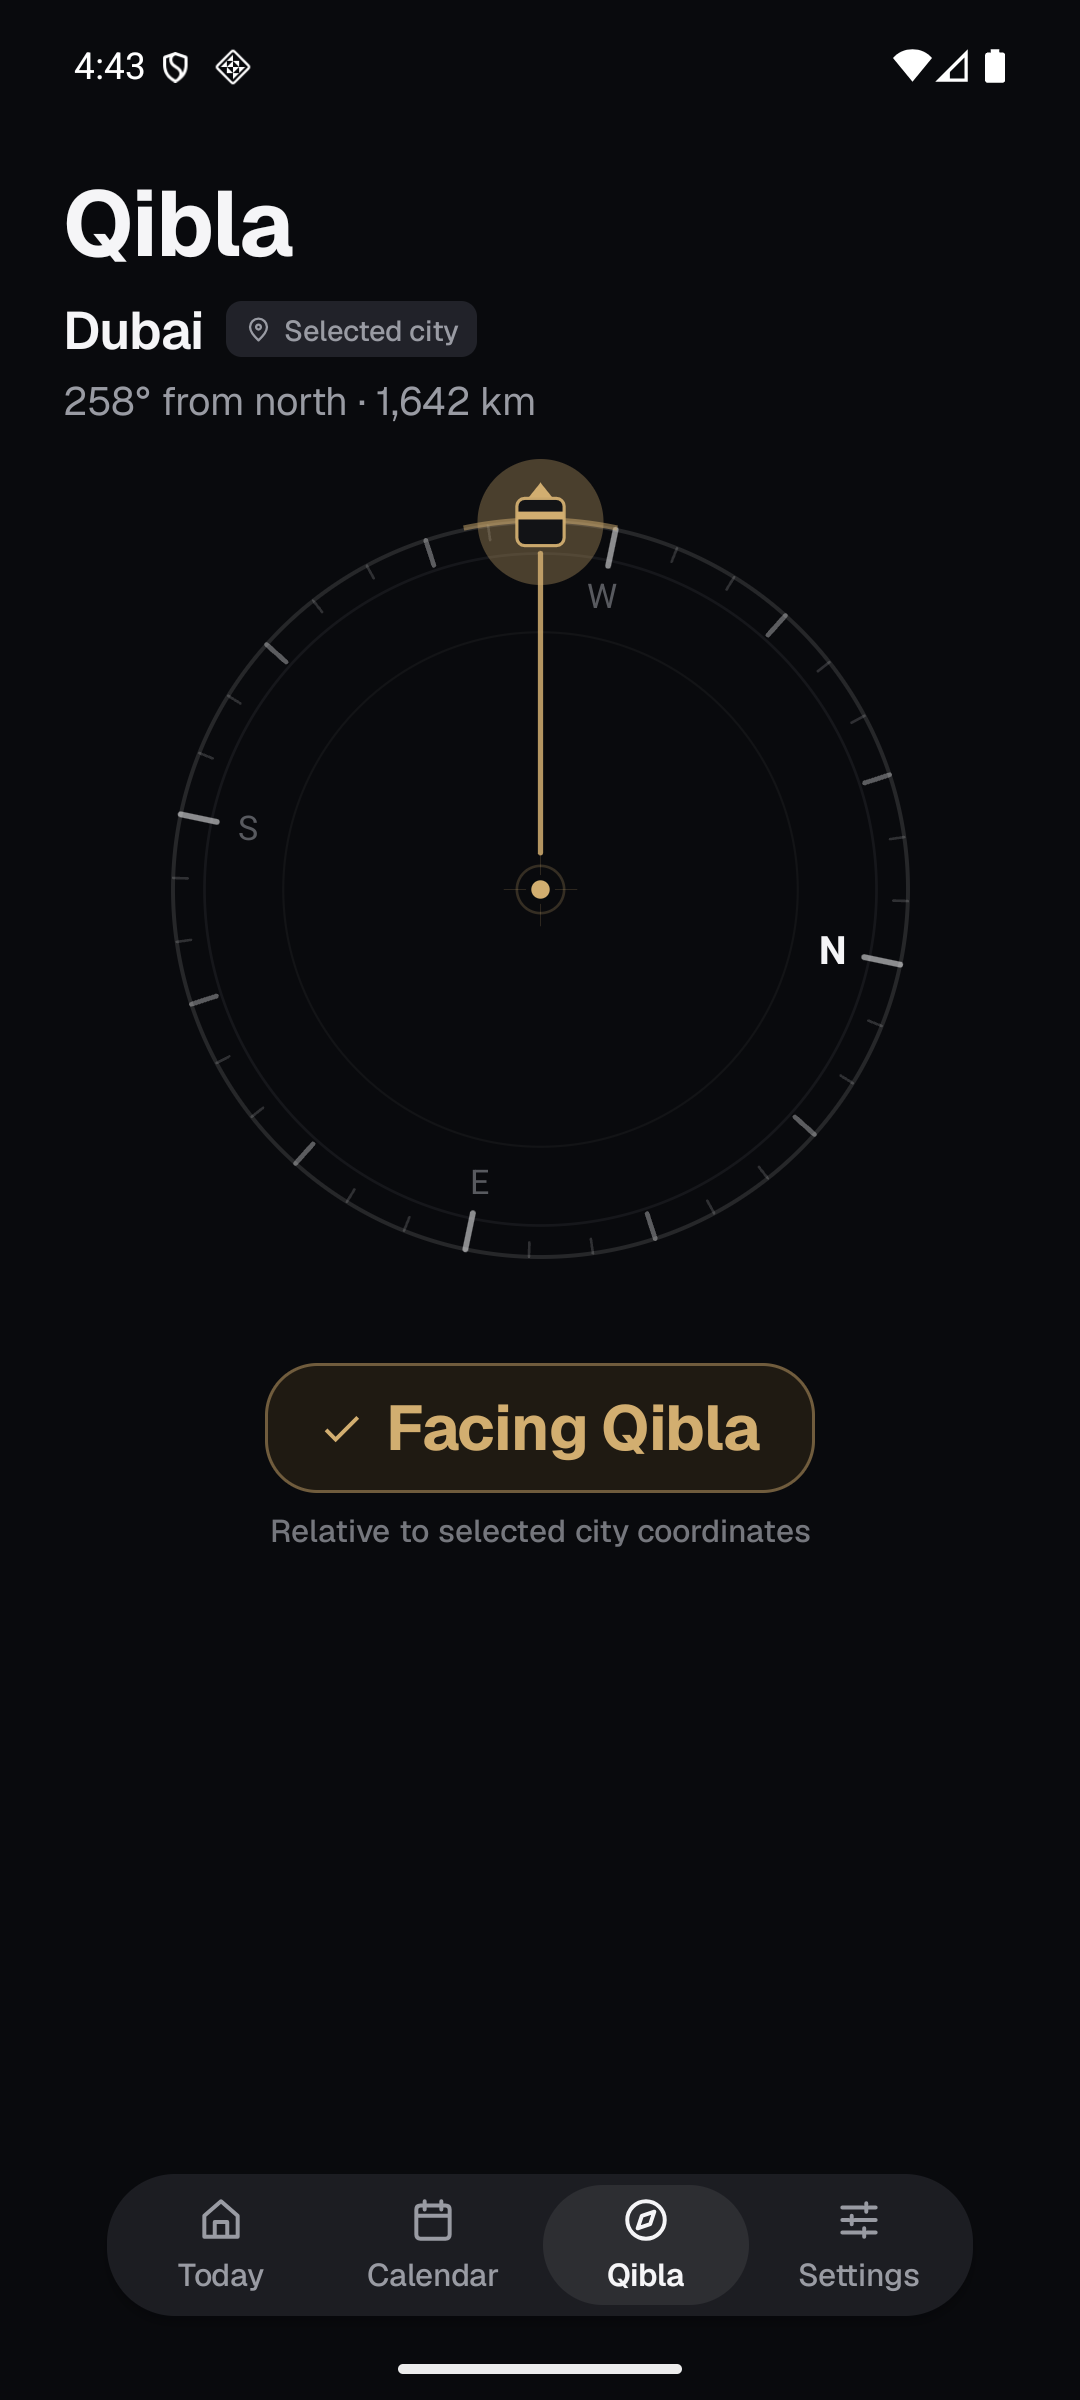 4:43
Qibla
Dubai
Selected city
258° from north · 1,642 km
W
S
N
E
Facing Qibla
Relative to selected city coordinates
Today
Calendar
Qibla
Settings